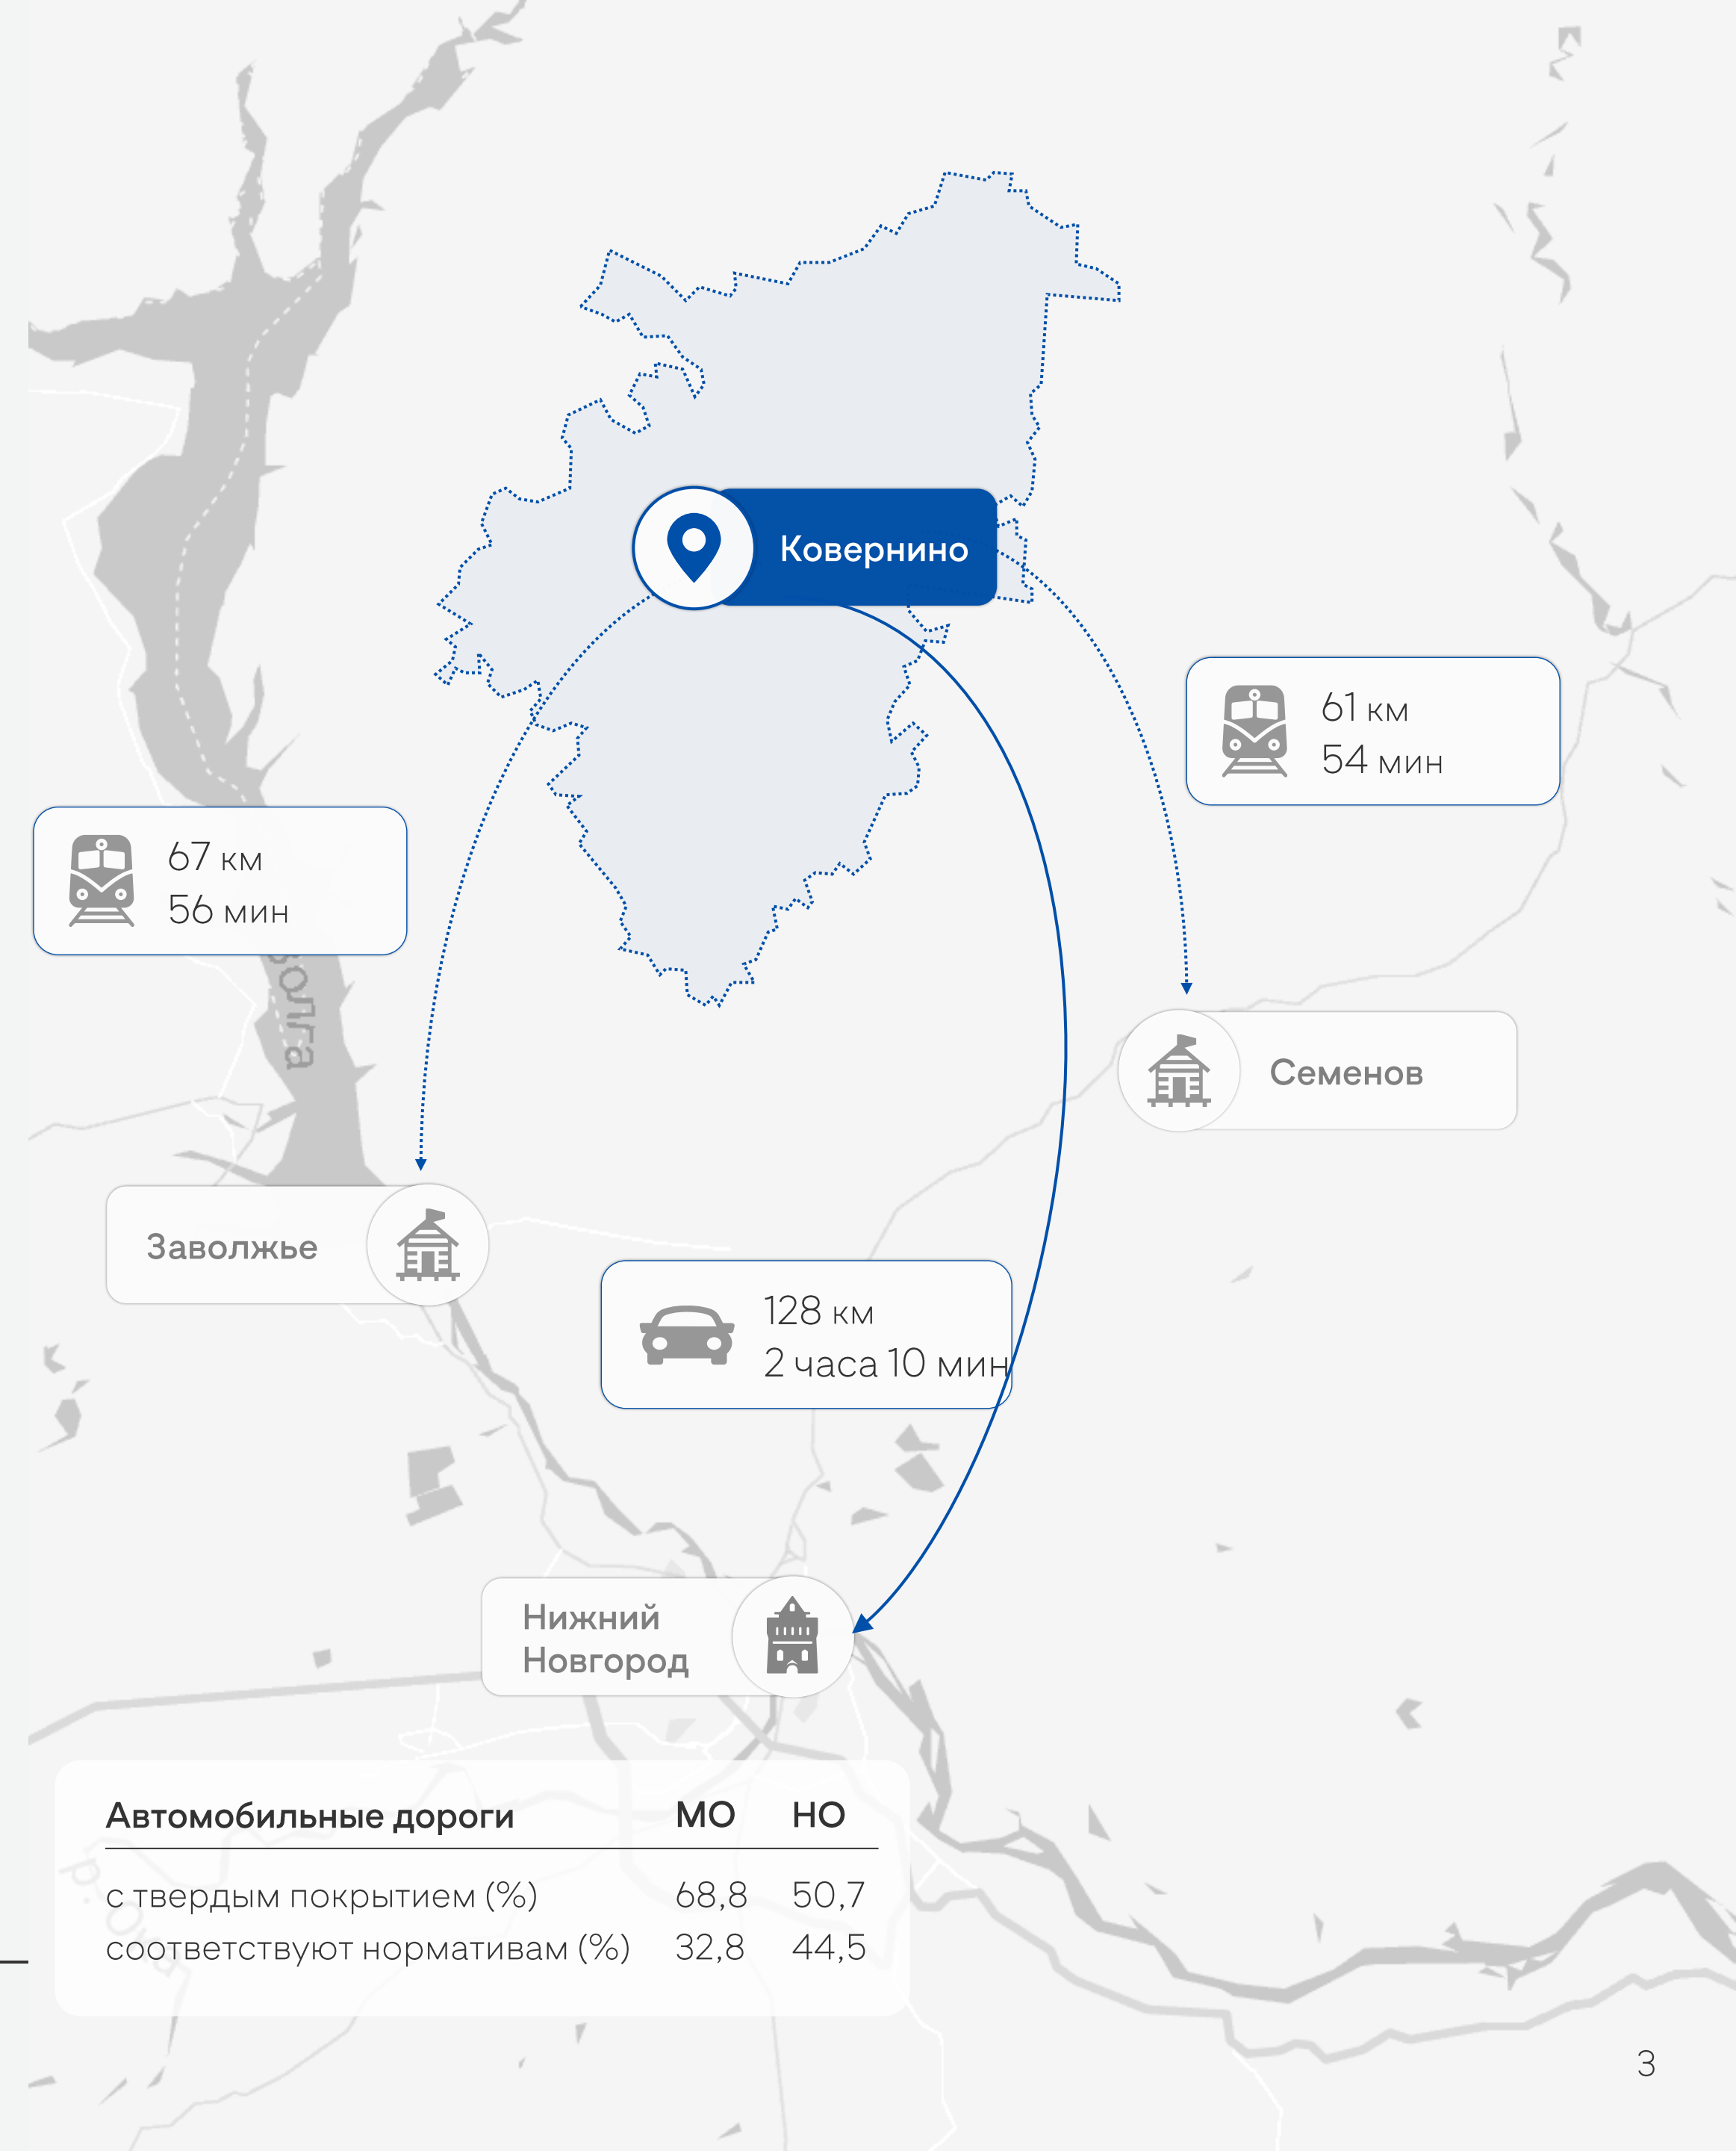 Ковернино
61 км
54 мин
67 км
56 мин
Волга
Семенов
Заволжье
128 км
2 часа 10 мин
Нижний
Новгород
Автомобильные дороги МО НО
с твердым покрытием (%) 68,8 50,7
соответствуют нормативам (%) 32,8 44,5
р. Ока
3